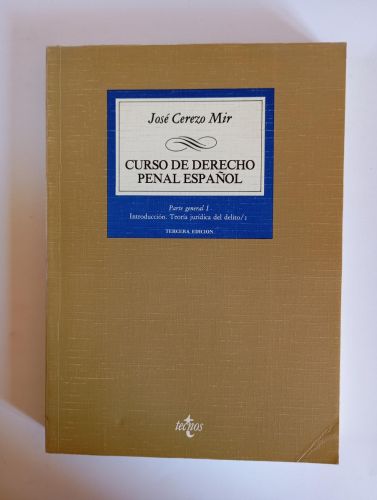 José Cerezo Mir
CURSO DE DERECHO
PENAL ESPAÑOL
Parte general I
Introducción. Teoría jurídica del delito/1
TERCERA EDICION
tecnos